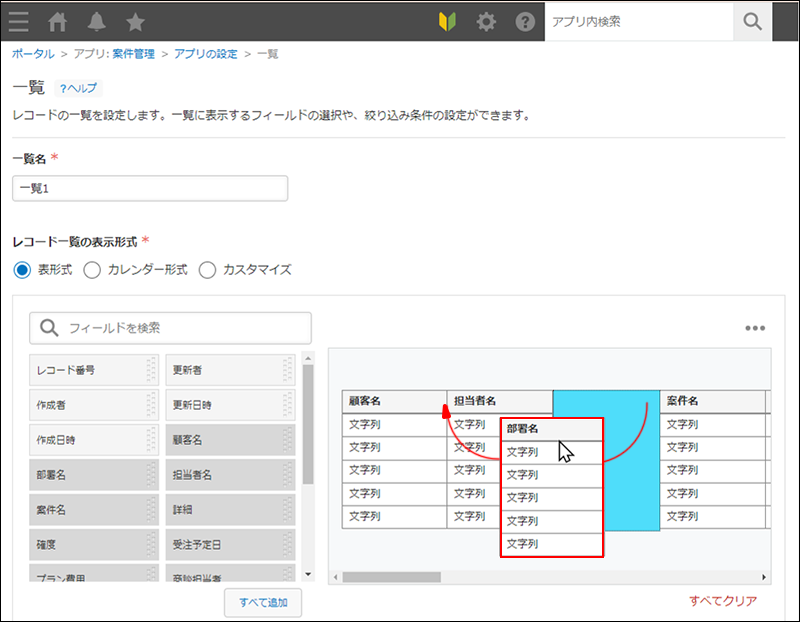 アプリ内検索
ポータル > アプリ: 案件管理 > アプリの設定 > 一覧
一覧 ?ヘルプ
レコードの一覧を設定します。一覧に表示するフィールドの選択や、絞り込み条件の設定ができます。
一覧名 *
一覧1
レコード一覧の表示形式 *
表形式 カレンダー形式 カスタマイズ
フィールドを検索
レコード番号 更新者
作成者 更新日時
作成日時 顧客名
部署名 担当者名
案件名 詳細
確度 受注予定日
プラン費用 商談担当者
すべて追加
顧客名 担当者名 案件名
文字列 文字列 文字列
文字列 文字列 文字列
文字列 文字列 文字列
文字列 文字列 文字列
文字列 文字列 文字列
部署名
文字列
文字列
文字列
文字列
文字列
すべてクリア